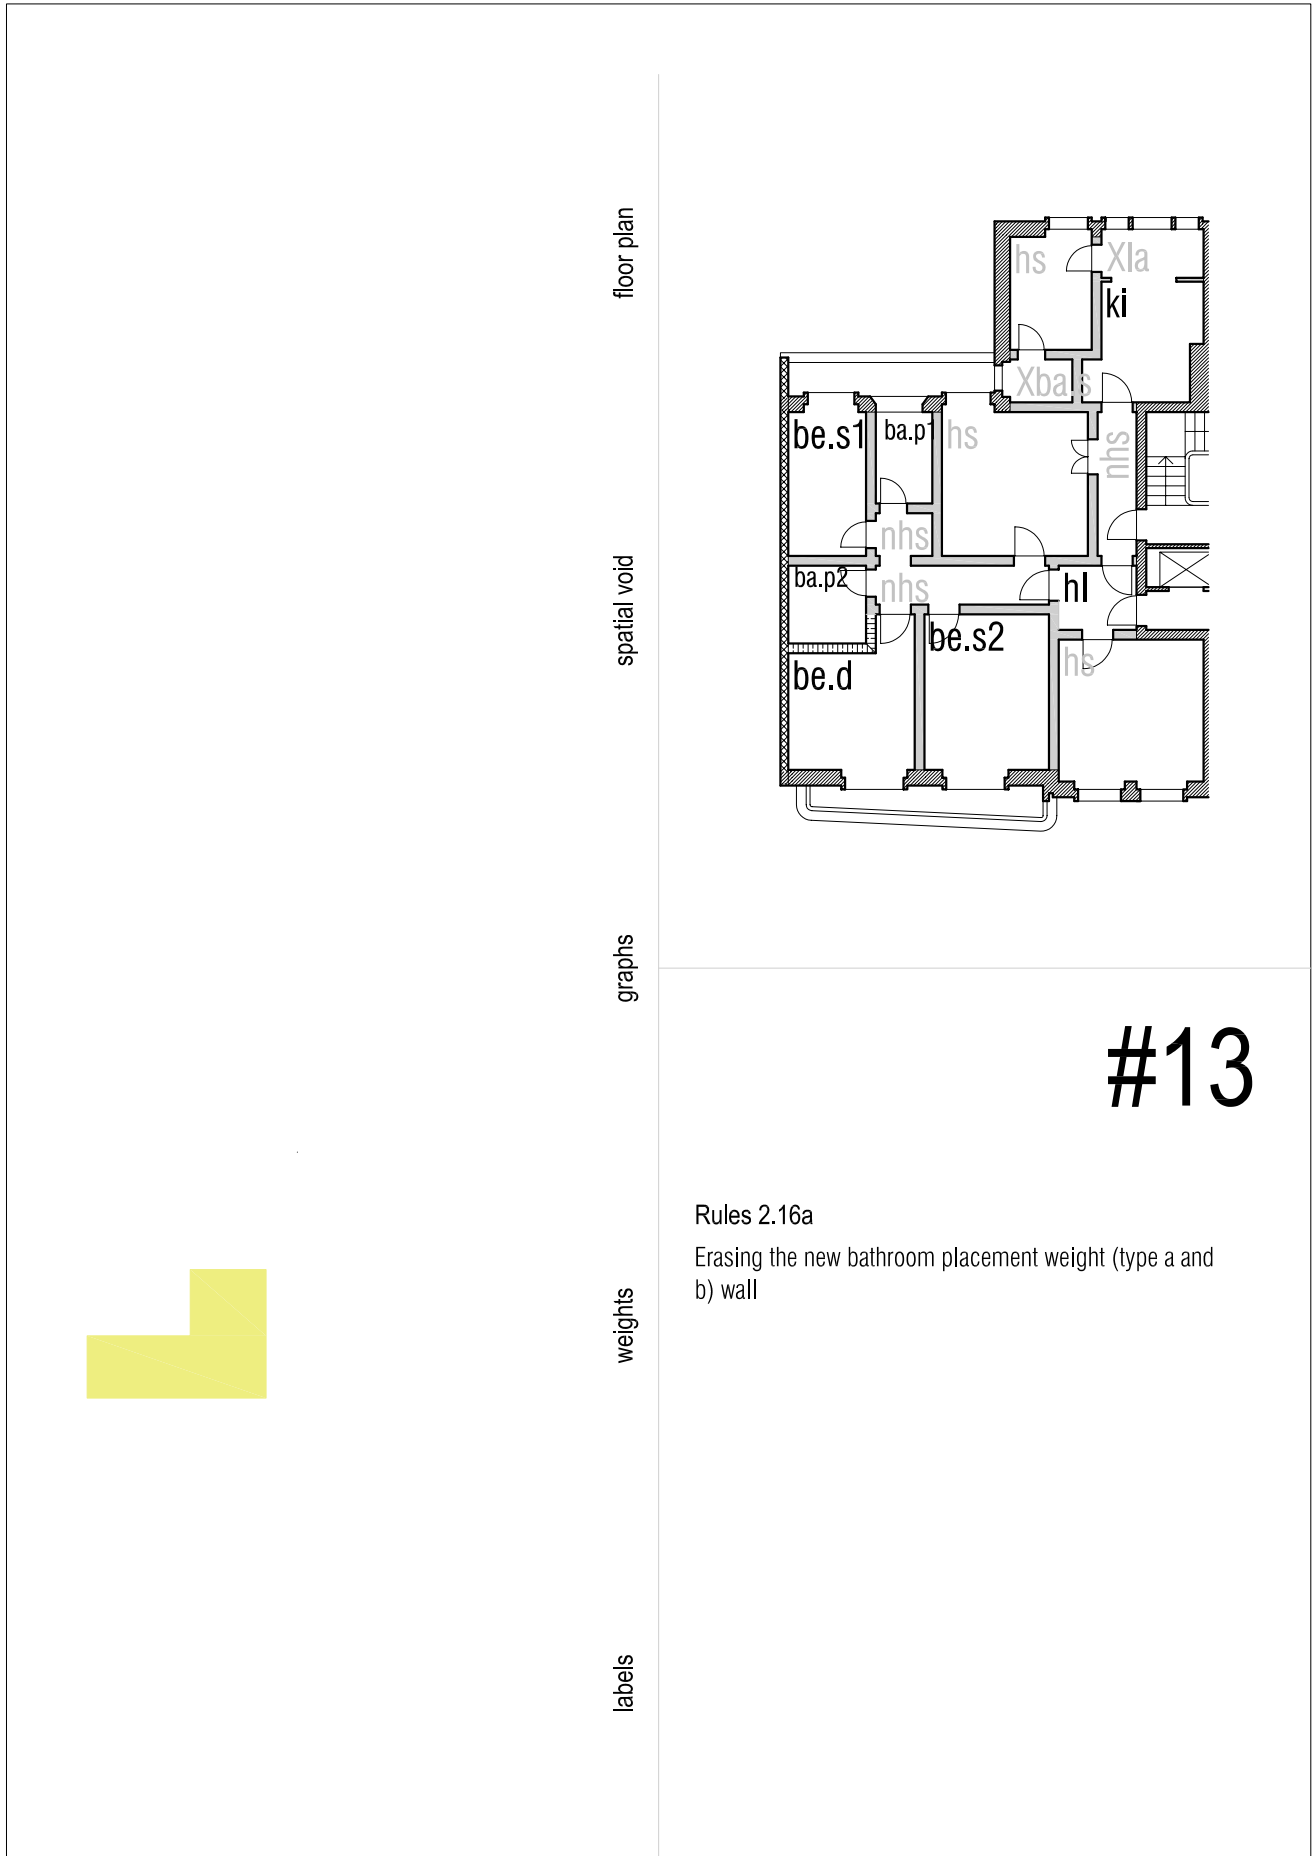 floor plan
spatial void
graphs
weights
labels
hs
XIa
ki
Xba.s
be.s1
ba.p1
hs
nhs
nhs
ba.p2
nhs
hl
be.s2
be.d
hs
#13
Rules 2.16a
Erasing the new bathroom placement weight (type a and
b) wall